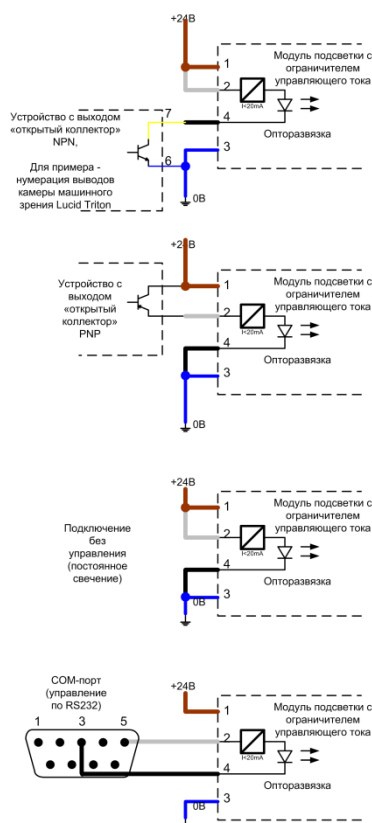 +24В
Модуль подсветки с
ограничителем
управляющего тока
1
2
I<20mA
7
4
Устройство с выходом
«открытый коллектор»
NPN,
Опторазвязка
6
3
Для примера -
нумерация выводов
камеры машинного
зрения Lucid Triton
0В
+24В
Модуль подсветки с
ограничителем
управляющего тока
Устройство с
выходом
«открытый
коллектор»
PNP
1
2
I<20mA
4
Опторазвязка
3
0В
+24В
Модуль подсветки с
ограничителем
управляющего тока
1
Подключение
без
управления
(постоянное
свечение)
2
I<20mA
4
Опторазвязка
3
0В
COM-порт
(управление
по RS232)
+24В
Модуль подсветки с
ограничителем
управляющего тока
1 3 5
1
2
I<20mA
4
Опторазвязка
3